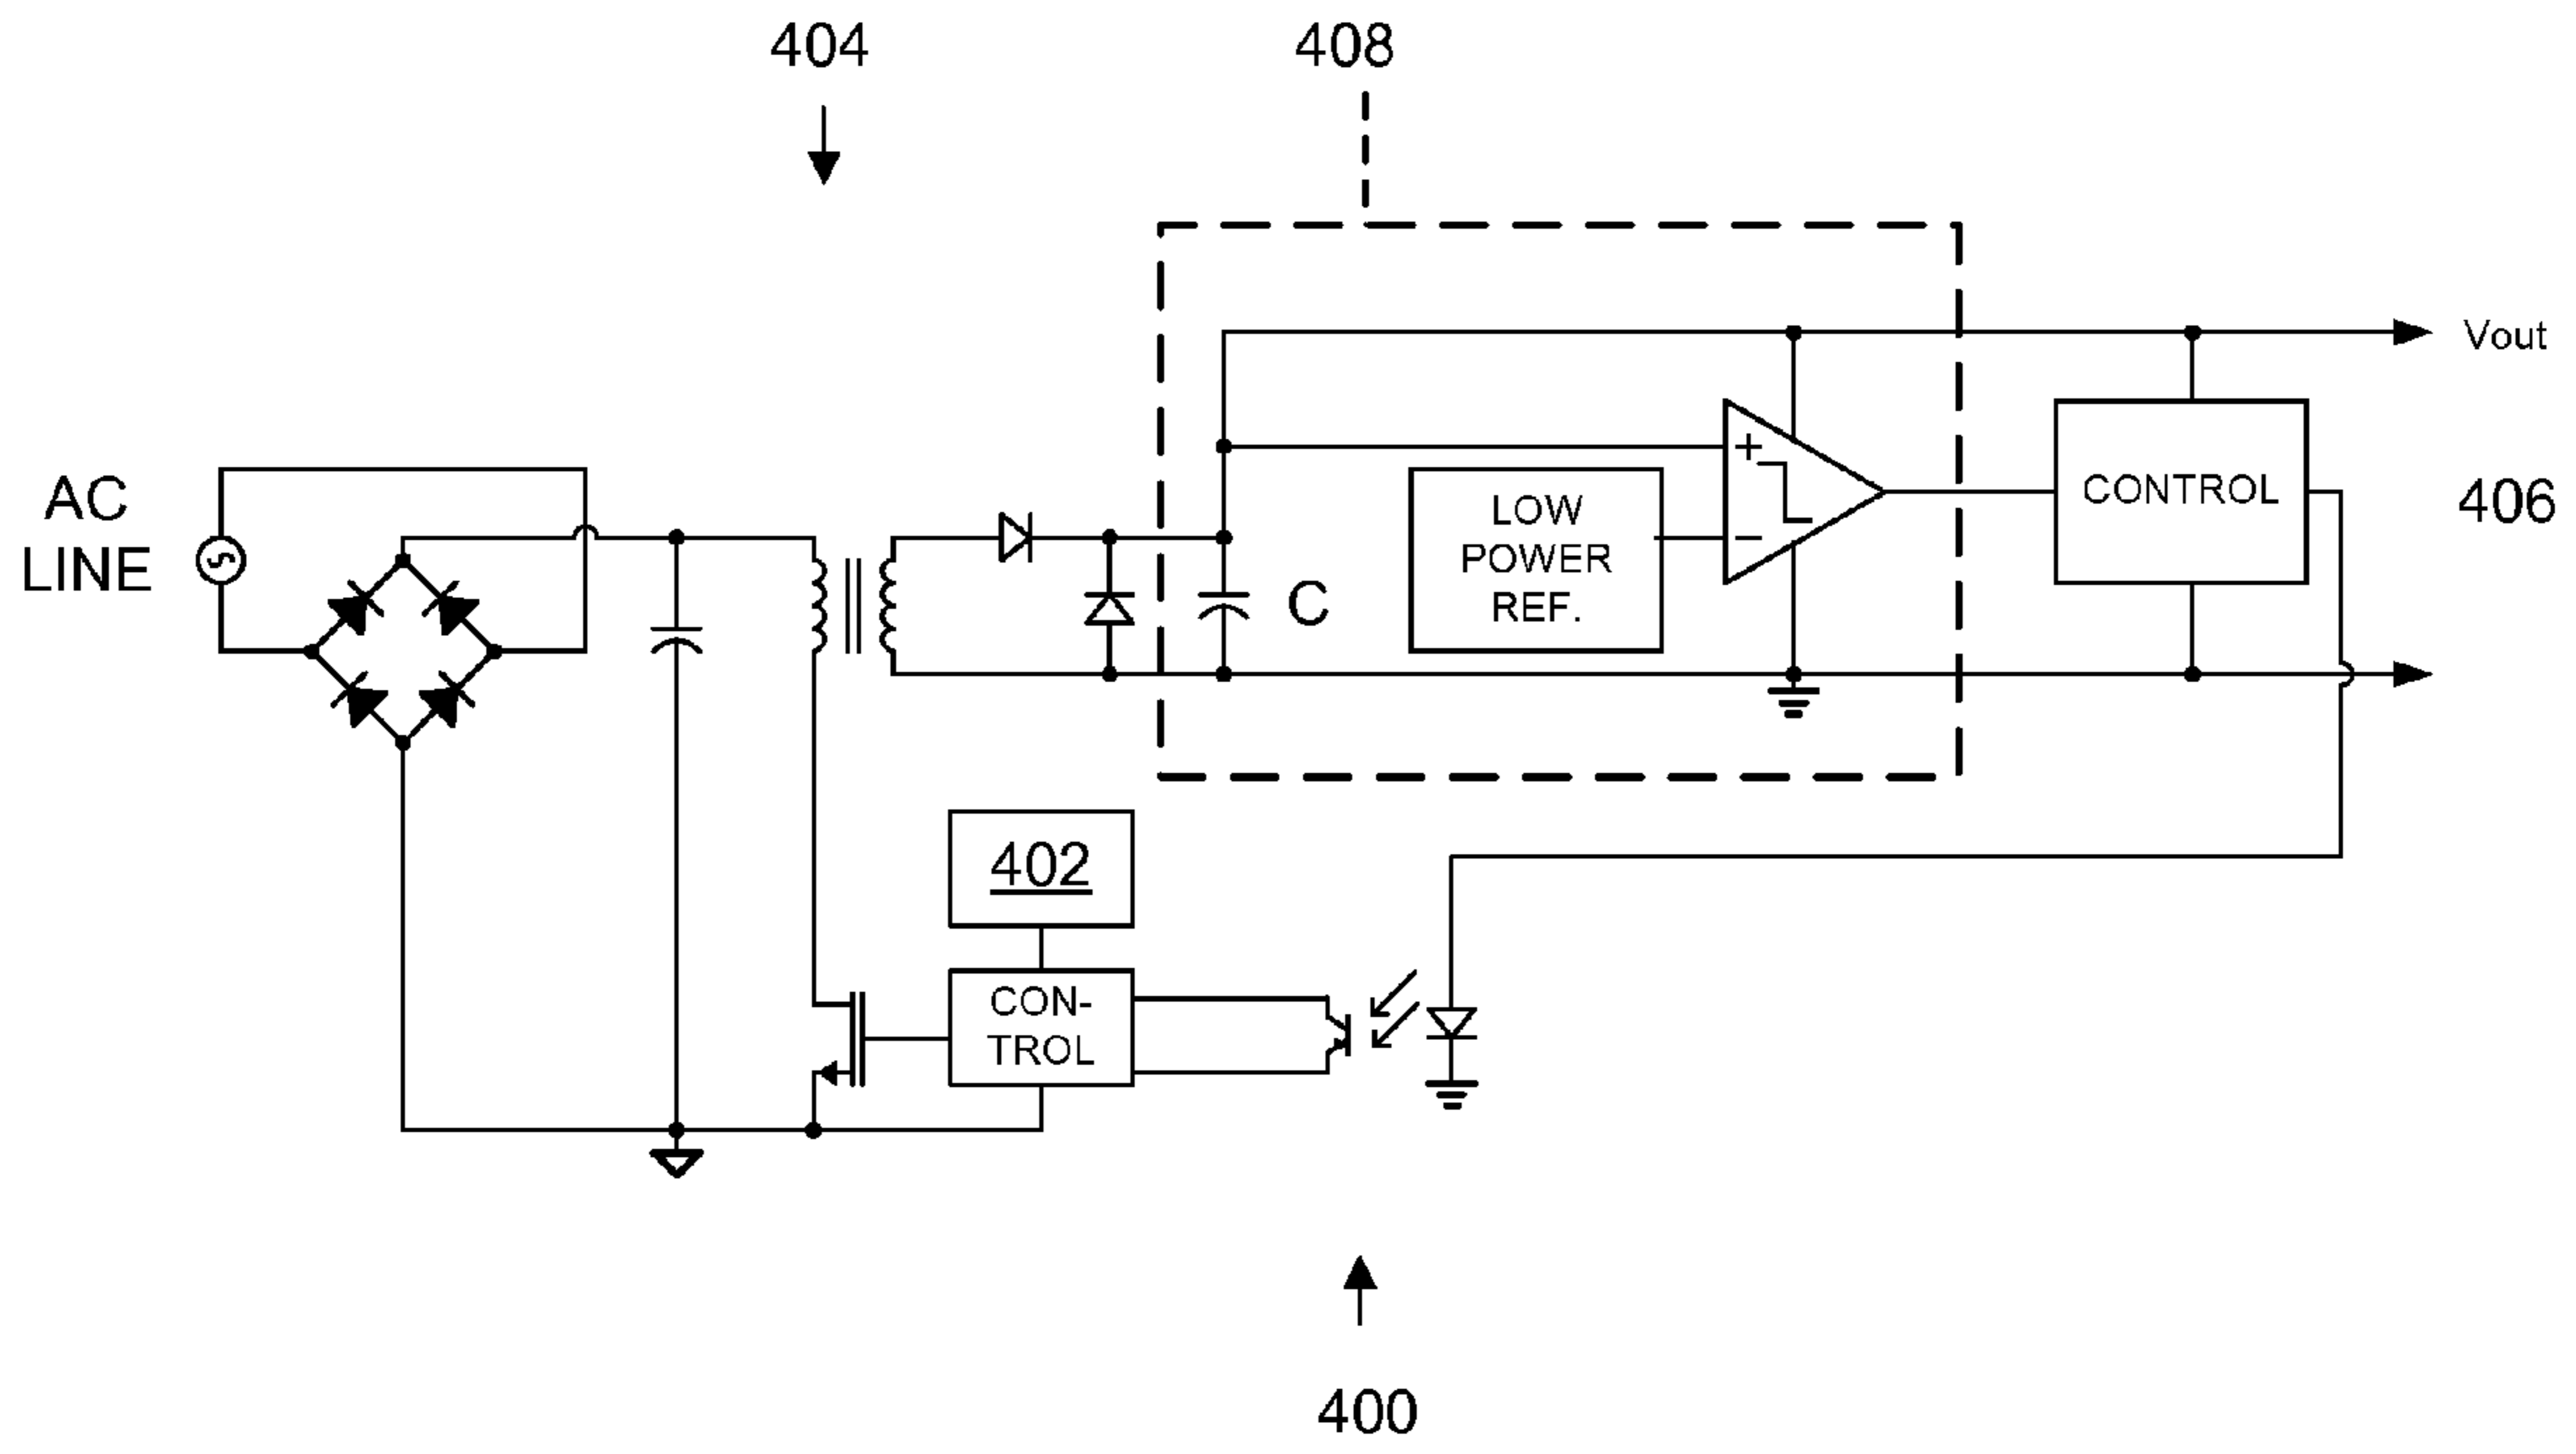 404
408
Vout
AC
LINE
+
−
LOW
POWER
REF.
CONTROL
406
C
402
CON-
TROL
400